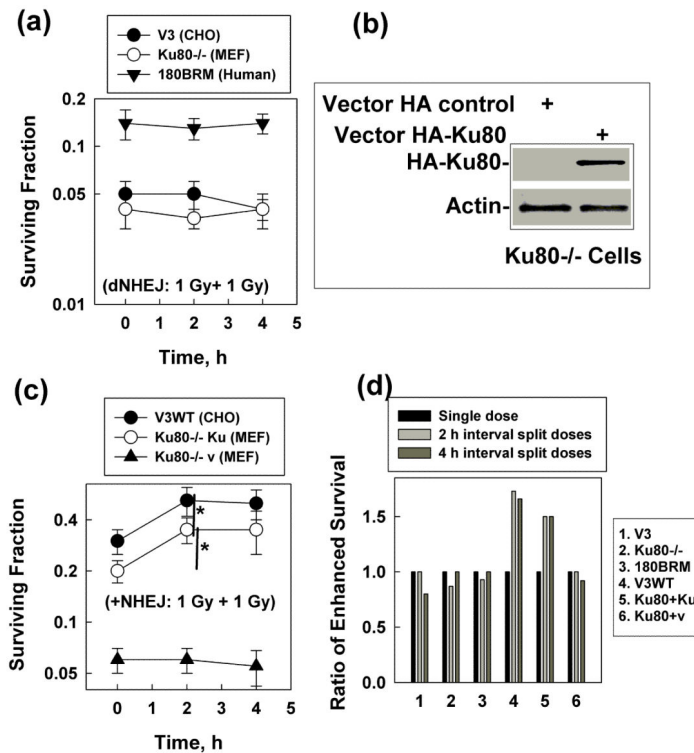 (a)
V3 (CHO)
Ku80-/- (MEF)
180BRM (Human)
0.2
0.1
0.05
0.01
Surviving Fraction
(dNHEJ: 1 Gy+ 1 Gy)
0 1 2 3 4 5
Time, h
(b)
Vector HA control +
Vector HA-Ku80 +
HA-Ku80-
Actin-
Ku80-/- Cells
(c)
V3WT (CHO)
Ku80-/- Ku (MEF)
Ku80-/- v (MEF)
0.4
0.2
0.05
Surviving Fraction
*
*
(+NHEJ: 1 Gy + 1 Gy)
0 1 2 3 4 5
Time, h
(d)
Single dose
2 h interval split doses
4 h interval split doses
1.5
1.0
0.5
0.0
Ratio of Enhanced Survival
1 2 3 4 5 6
1. V3
2. Ku80-/-
3. 180BRM
4. V3WT
5. Ku80+Ku
6. Ku80+v